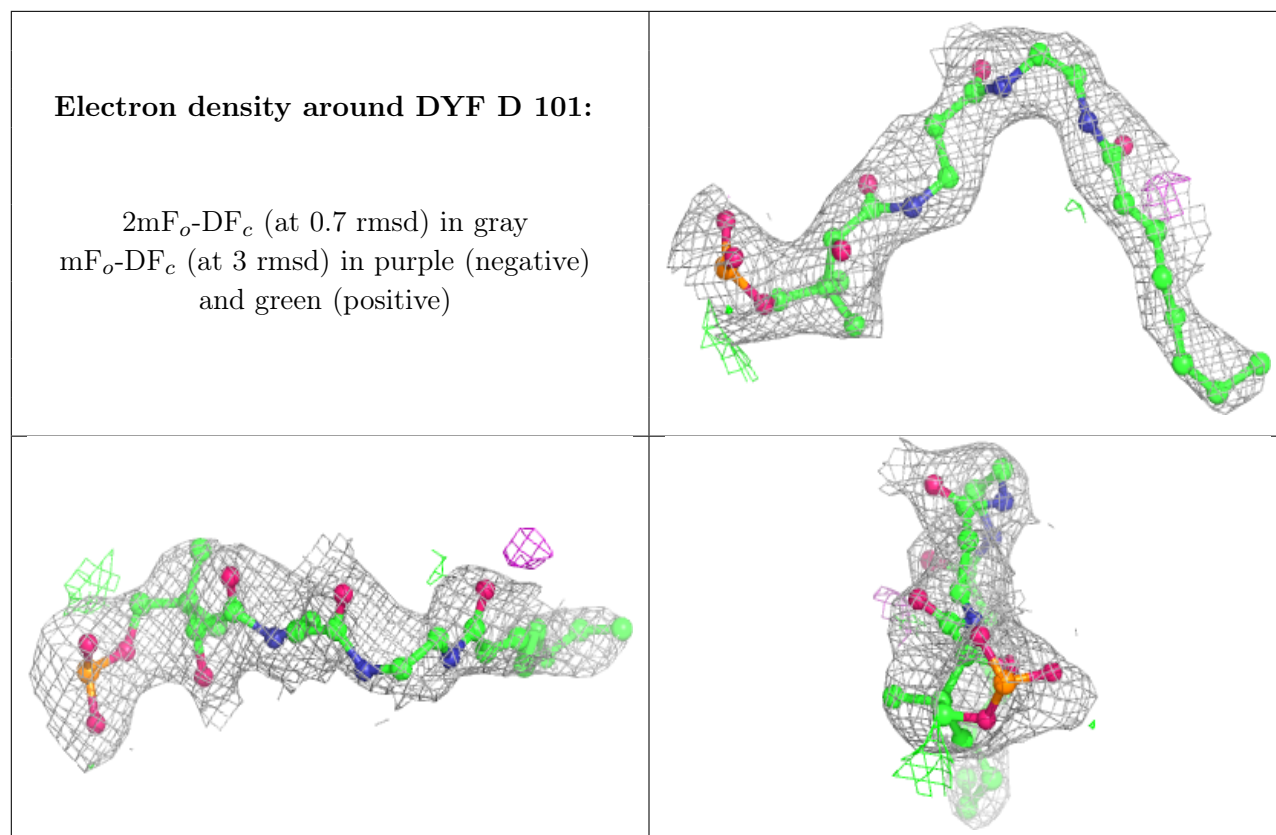 Electron density around DYF D 101:
2mFₒ-DF𝒸 (at 0.7 rmsd) in gray
mFₒ-DF𝒸 (at 3 rmsd) in purple (negative)
and green (positive)